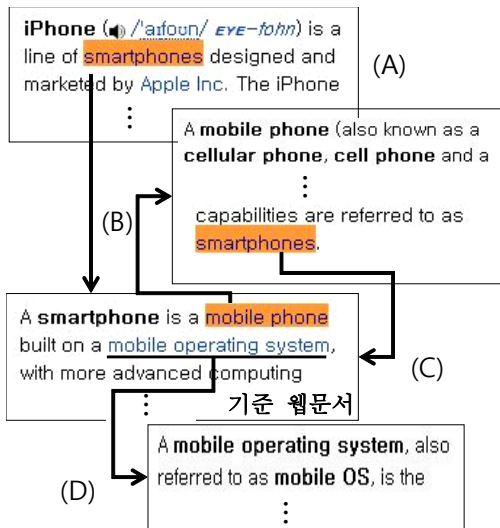 iPhone (🔊 /ˈaɪfoʊn/ EYE-fohn) is a
line of smartphones designed and
marketed by Apple Inc. The iPhone
⋮
(A)
A mobile phone (also known as a
cellular phone, cell phone and a
⋮
capabilities are referred to as
smartphones.
(B)
A smartphone is a mobile phone
built on a mobile operating system,
with more advanced computing
⋮
기준 웹문서
(C)
A mobile operating system, also
referred to as mobile OS, is the
⋮
(D)